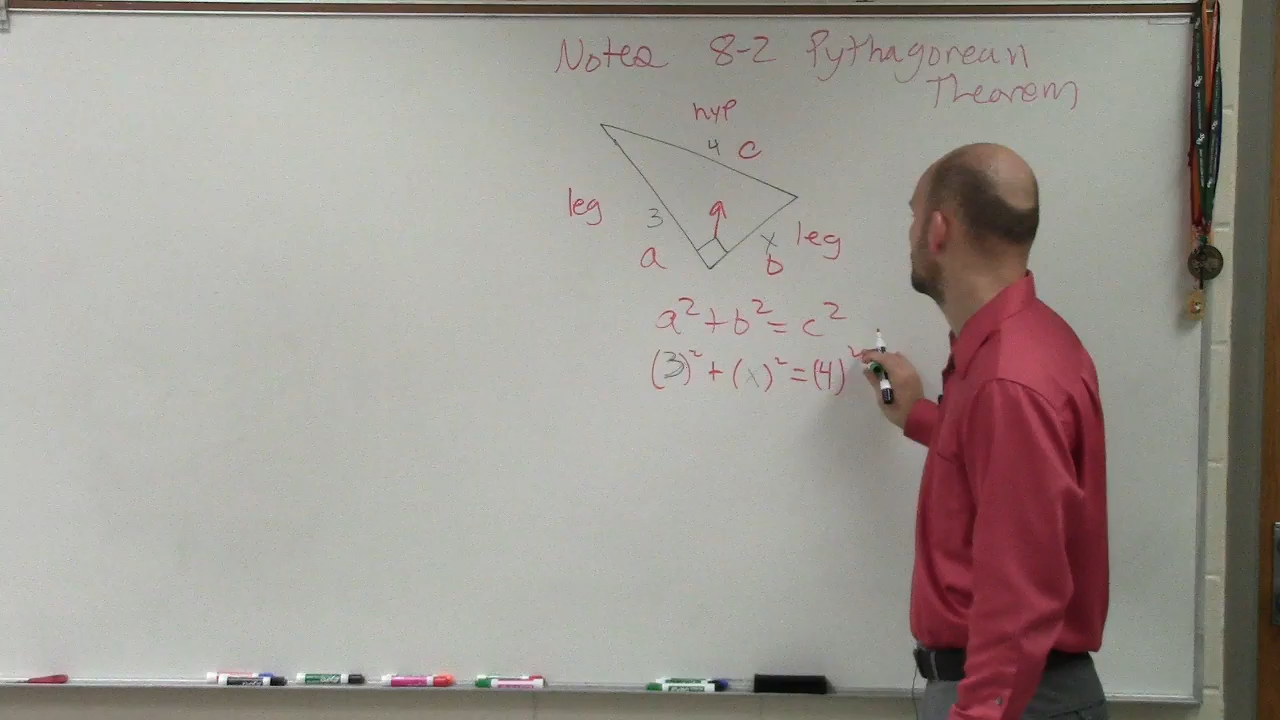 Notes 8-2 Pythagorean
Theorem
hyp
4 c
leg
3
a
x leg
b
a²+b²=c²
(3)²+(x)²=(4)²